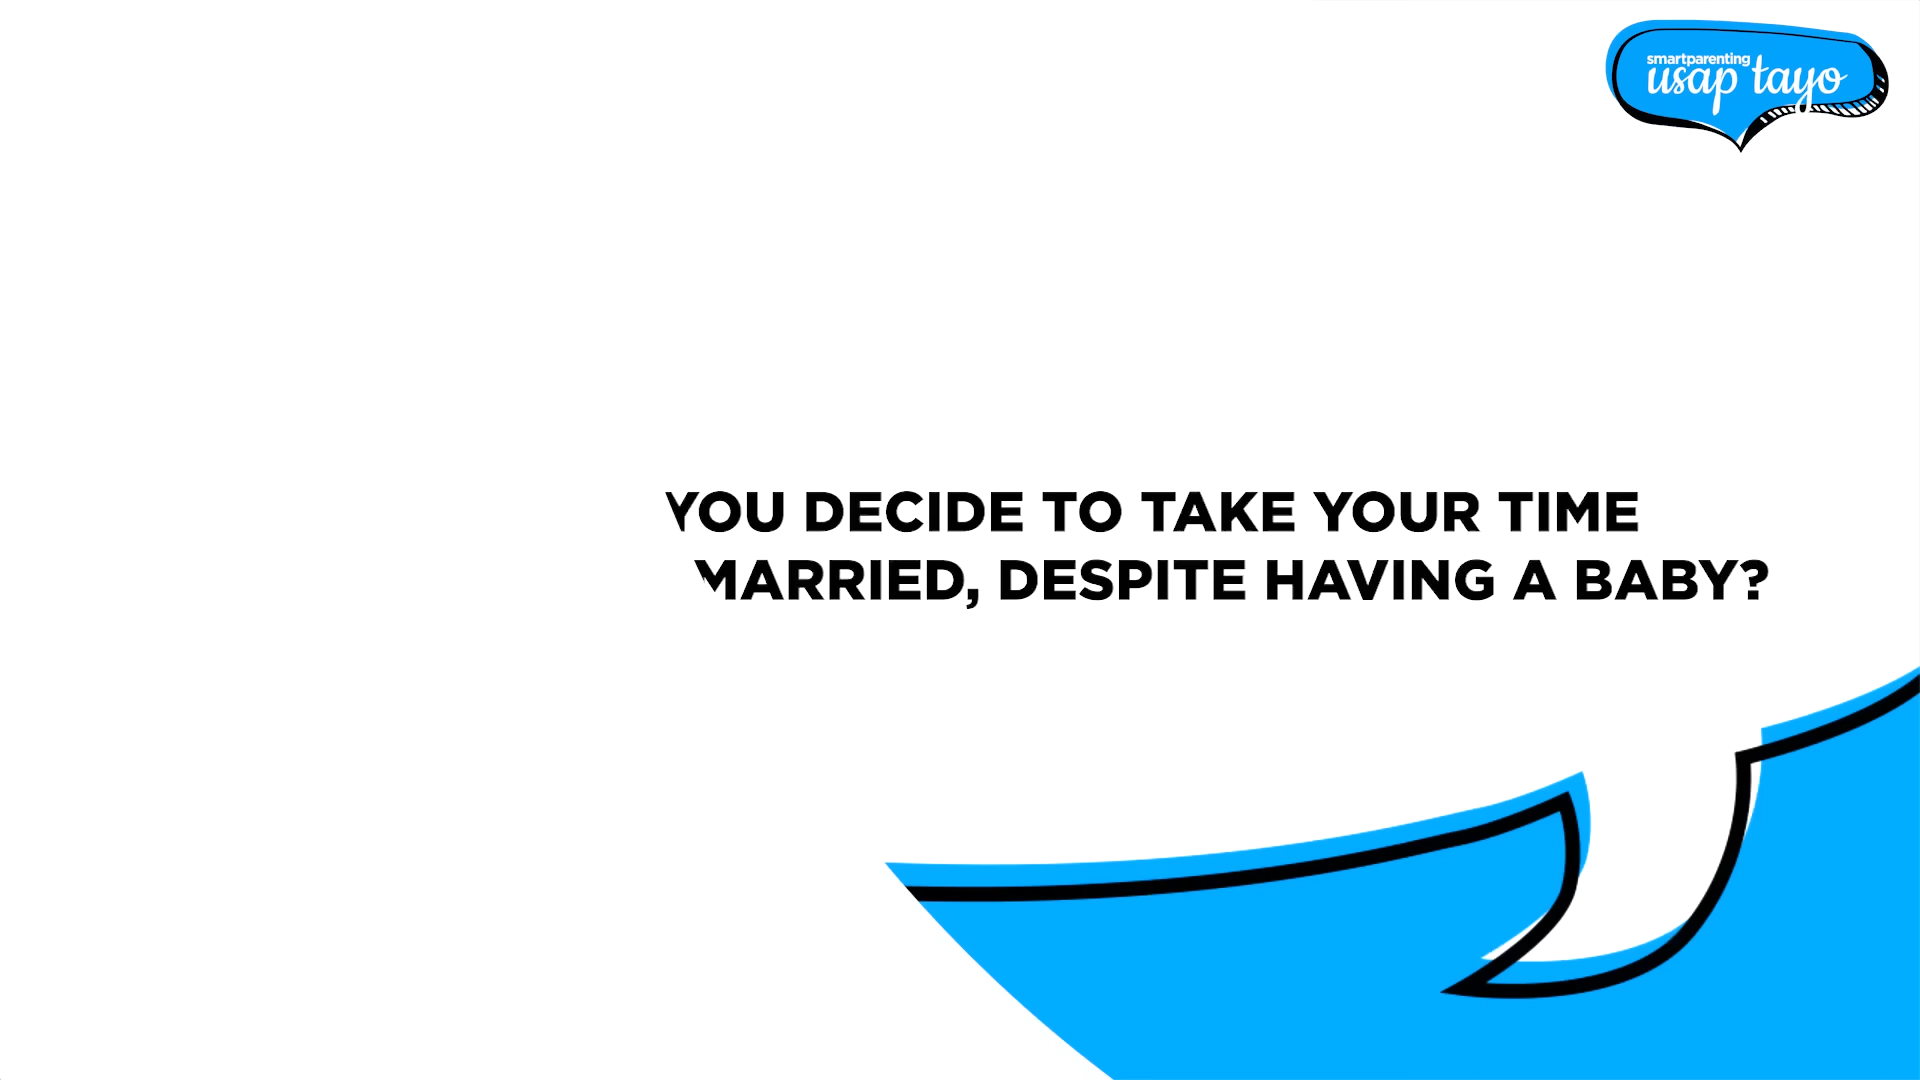 smartparenting
usap tayo
YOU DECIDE TO TAKE YOUR TIME
MARRIED, DESPITE HAVING A BABY?